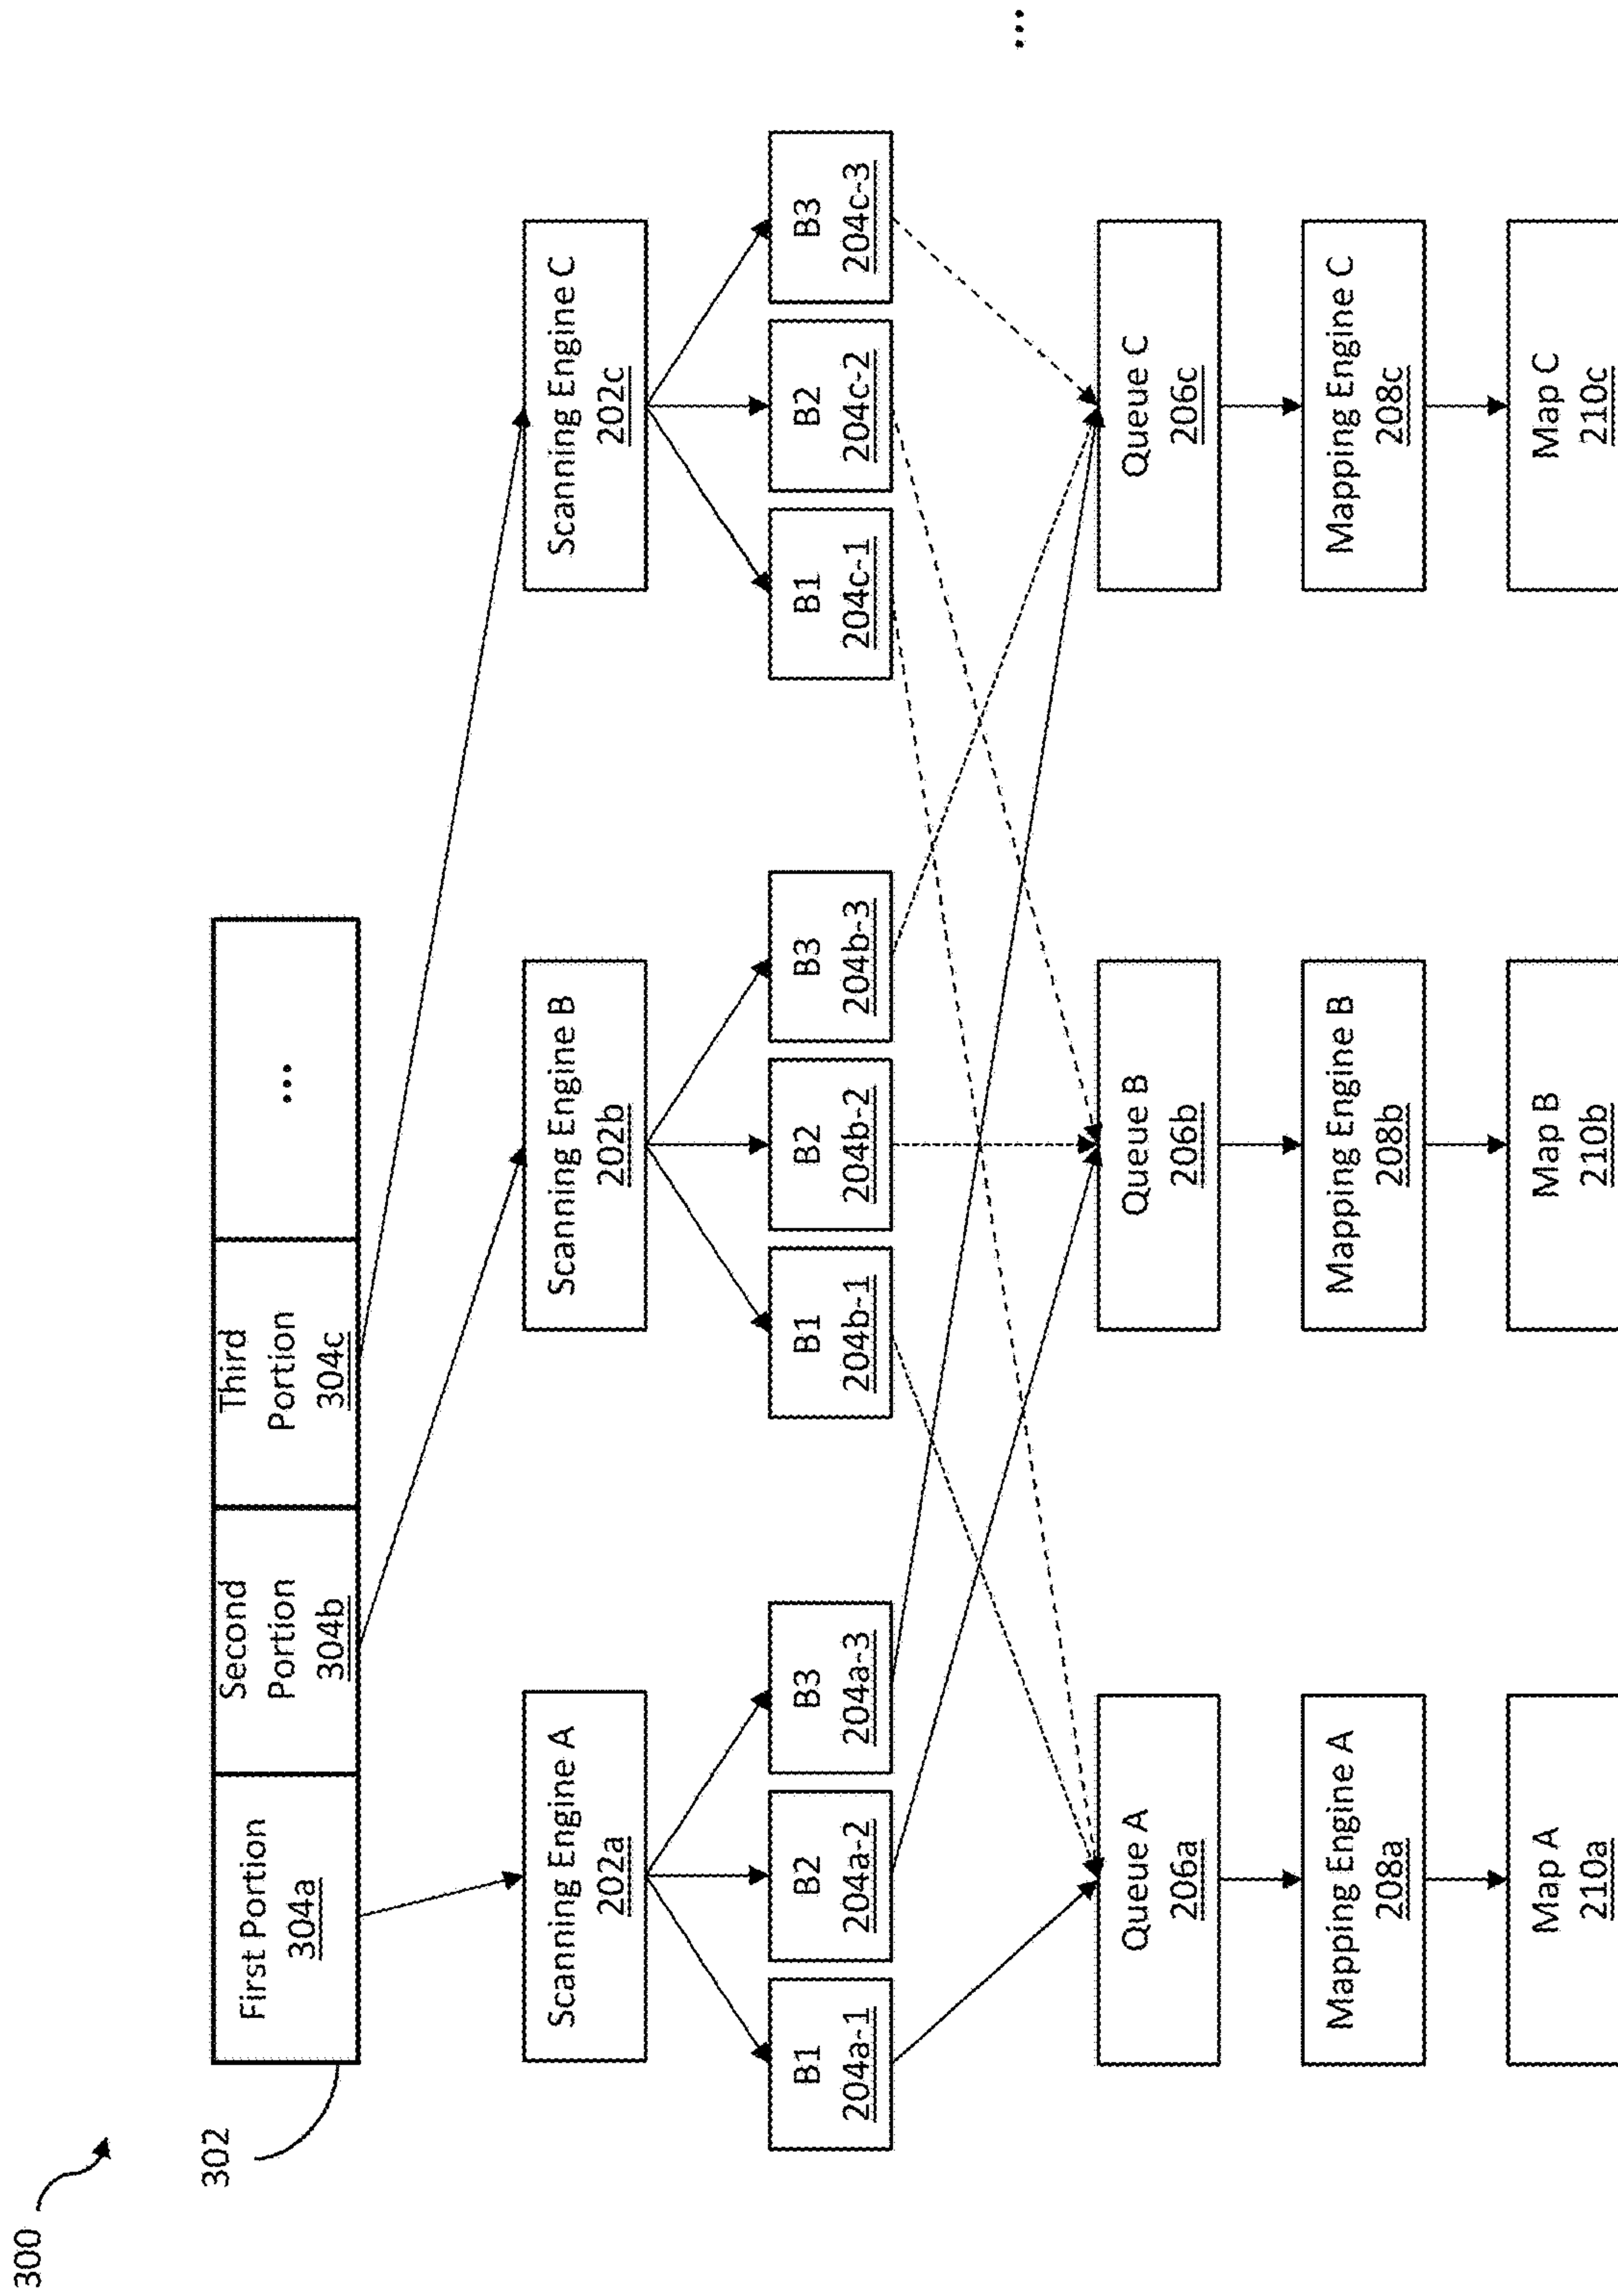 300
302
First Portion
304a
Second
Portion
304b
Third
Portion
304c
...
Scanning Engine A
202a
Scanning Engine B
202b
Scanning Engine C
202c
B1
204a-1
B2
204a-2
B3
204a-3
B1
204b-1
B2
204b-2
B3
204b-3
B1
204c-1
B2
204c-2
B3
204c-3
...
Queue A
206a
Queue B
206b
Queue C
206c
Mapping Engine A
208a
Mapping Engine B
208b
Mapping Engine C
208c
Map A
210a
Map B
210b
Map C
210c